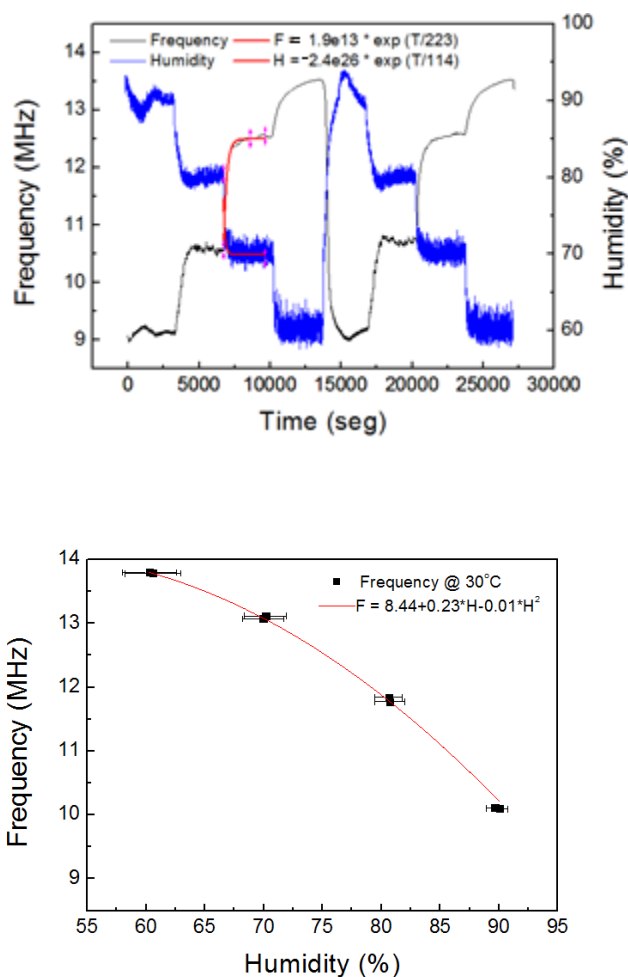 Frequency F = 1.9e13 * exp (T/223)
Humidity H = -2.4e26 * exp (T/114)
14
13
12
11
10
9
Frequency (MHz)
100
90
80
70
60
Humidity (%)
0 5000 10000 15000 20000 25000 30000
Time (seg)
Frequency @ 30°C
F = 8.44+0.23*H-0.01*H²
14
13
12
11
10
9
Frequency (MHz)
55 60 65 70 75 80 85 90 95
Humidity (%)